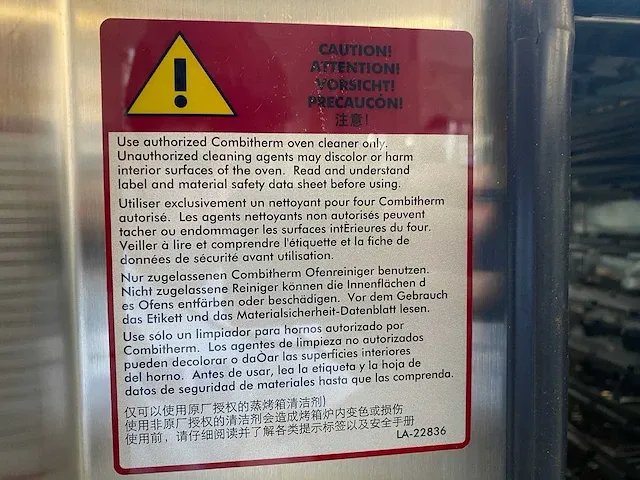 CAUTION!
ATTENTION!
VORSICHT!
PRECAUCÓN!
注意!
Use authorized Combitherm oven cleaner only.
Unauthorized cleaning agents may discolor or harm
interior surfaces of the oven. Read and understand
label and material safety data sheet before using.
Utiliser exclusivement un nettoyant pour four Combitherm
autorisé. Les agents nettoyants non autorisés peuvent
tacher ou endommager les surfaces intÉrieures du four.
Veiller à lire et comprendre l'étiquette et la fiche de
données de sécurité avant utilisation.
Nur zugelassenen Combitherm Ofenreiniger benutzen.
Nicht zugelassene Reiniger können die Innenflächen d
es Ofens entfärben oder beschädigen. Vor dem Gebrauch
das Etikett und das Materialsicherheit-Datenblatt lesen.
Use sólo un limpiador para hornos autorizado por
Combitherm. Los agentes de limpieza no autorizados
pueden decolorar o daÒar las superficies interiores
del horno. Antes de usar, lea la etiqueta y la hoja de
datos de seguridad de materiales hasta que las comprenda.
仅可以使用原厂授权的蒸烤箱清洁剂)
使用非原厂授权的清洁剂会造成烤箱炉内变色或损伤
使用前，请仔细阅读并了解各类提示标签以及安全手册
LA-22836